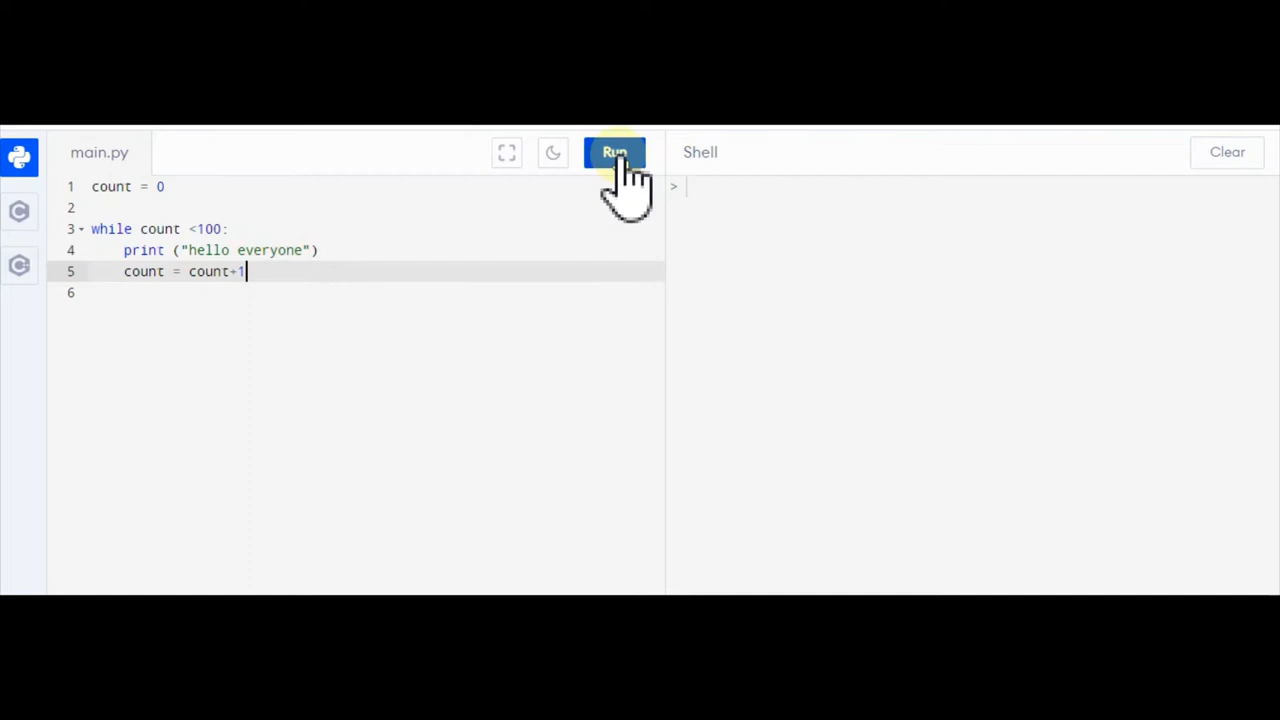 main.py
Run
Shell
Clear
1 count = 0
2
3 while count <100:
4 print ("hello everyone")
5 count = count+1
6
>